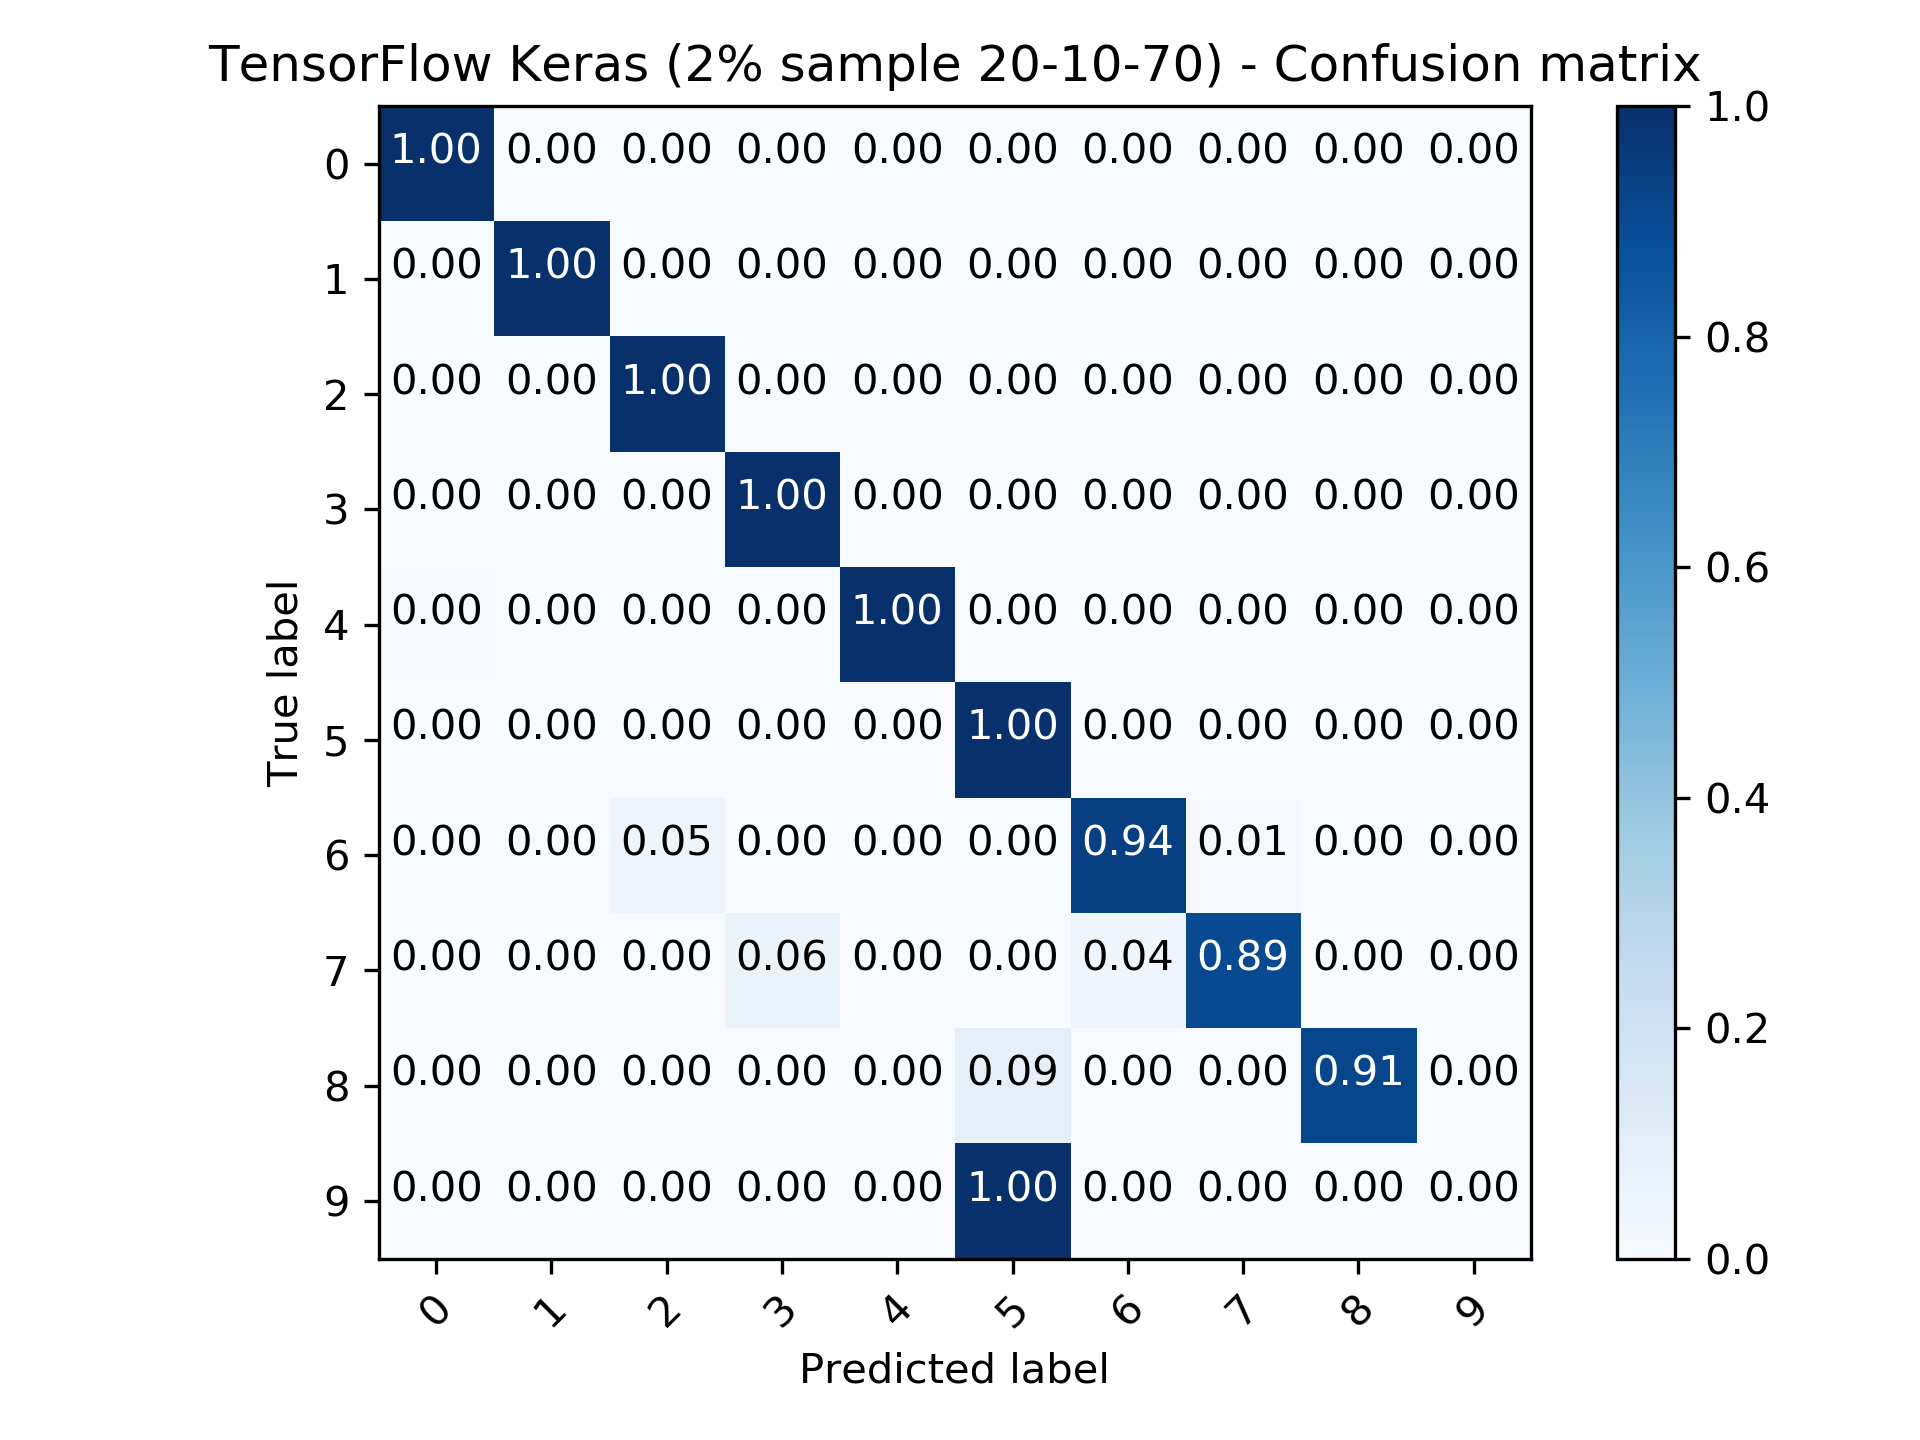 TensorFlow Keras (2% sample 20-10-70) - Confusion matrix
1.0
0 1.00 0.00 0.00 0.00 0.00 0.00 0.00 0.00 0.00 0.00
1 0.00 1.00 0.00 0.00 0.00 0.00 0.00 0.00 0.00 0.00
0.8
2 0.00 0.00 1.00 0.00 0.00 0.00 0.00 0.00 0.00 0.00
3 0.00 0.00 0.00 1.00 0.00 0.00 0.00 0.00 0.00 0.00
0.6
4 0.00 0.00 0.00 0.00 1.00 0.00 0.00 0.00 0.00 0.00
True label
5 0.00 0.00 0.00 0.00 0.00 1.00 0.00 0.00 0.00 0.00
0.4
6 0.00 0.00 0.05 0.00 0.00 0.00 0.94 0.01 0.00 0.00
7 0.00 0.00 0.00 0.06 0.00 0.00 0.04 0.89 0.00 0.00
0.2
8 0.00 0.00 0.00 0.00 0.00 0.09 0.00 0.00 0.91 0.00
9 0.00 0.00 0.00 0.00 0.00 1.00 0.00 0.00 0.00 0.00
0.0
0 1 2 3 4 5 6 7 8 9
Predicted label